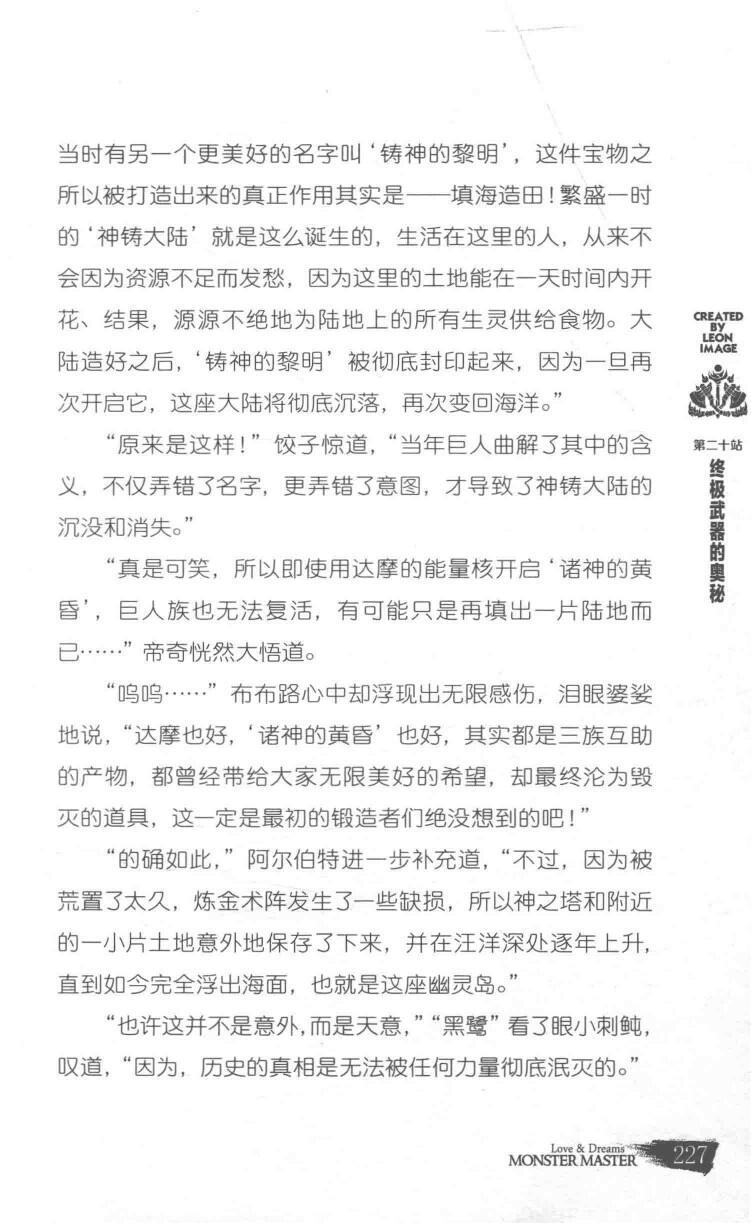 当时有另一个更美好的名字叫‘铸神的黎明’，这件宝物之
所以被打造出来的真正作用其实是——填海造田！繁盛一时
的‘神铸大陆’就是这么诞生的，生活在这里的人，从来不
会因为资源不足而发愁，因为这里的土地能在一天时间内开
花、结果，源源不绝地为陆地上的所有生灵供给食物。大
陆造好之后，‘铸神的黎明’被彻底封印起来，因为一旦再
次开启它，这座大陆将彻底沉落，再次变回海洋。”
“原来是这样！”饺子惊道，“当年巨人曲解了其中的含
义，不仅弄错了名字，更弄错了意图，才导致了神铸大陆的
沉没和消失。”
“真是可笑，所以即使用达摩的能量核开启‘诸神的黄
昏’，巨人族也无法复活，有可能只是再填出一片陆地而
已……”帝奇恍然大悟道。
“呜呜……”布布路心中却浮现出无限感伤，泪眼婆娑
地说，“达摩也好，‘诸神的黄昏’也好，其实都是三族互助
的产物，都曾经带给大家无限美好的希望，却最终沦为毁
灭的道具，这一定是最初的锻造者们绝没想到的吧！”
“的确如此，”阿尔伯特进一步补充道，“不过，因为被
荒置了太久，炼金术阵发生了一些缺损，所以神之塔和附近
的一小片土地意外地保存了下来，并在汪洋深处逐年上升，
直到如今完全浮出海面，也就是这座幽灵岛。”
“也许这并不是意外，而是天意，”“黑鹭”看了眼小刺鲀，
叹道，“因为，历史的真相是无法被任何力量彻底泯灭的。”
CREATED
BY
LEON
IMAGE
第二十站
终极武器的奥秘
Love & Dreams
MONSTER MASTER
227